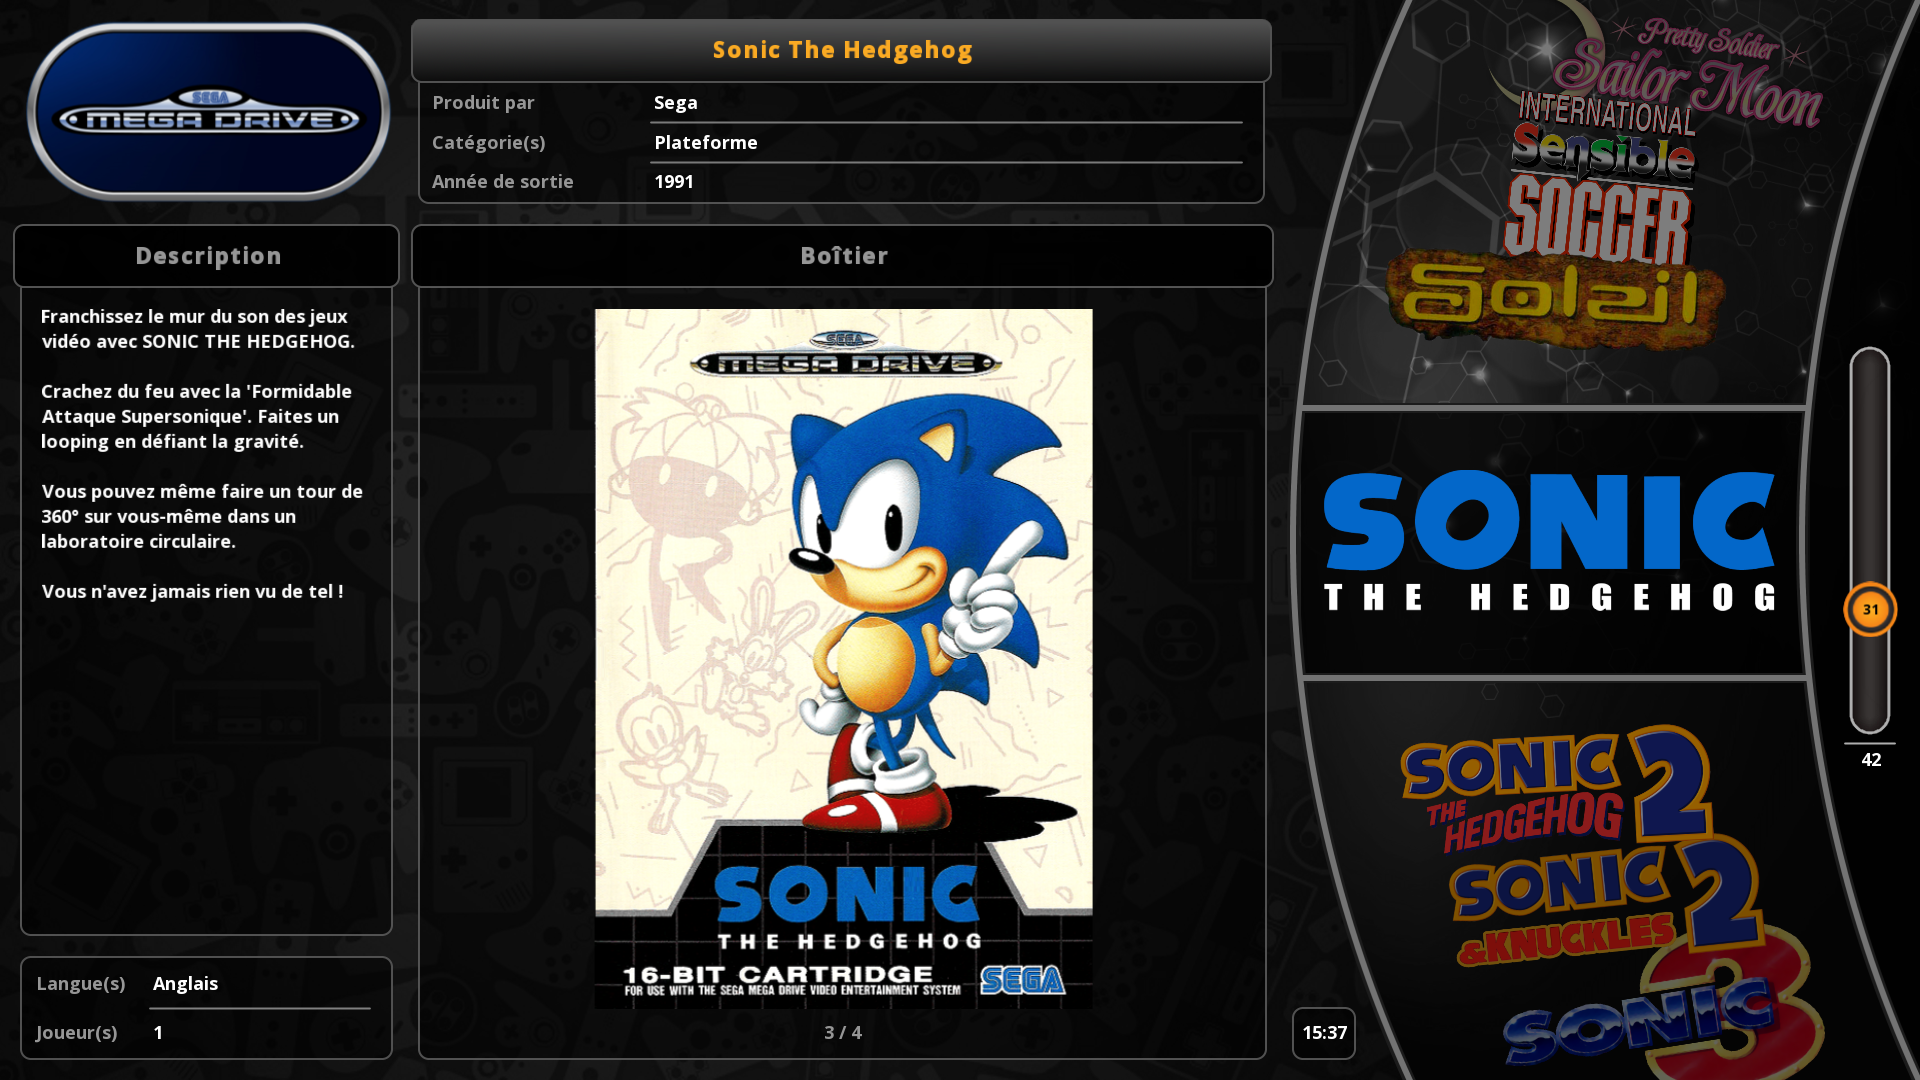 SEGA
MEGA DRIVE
Sonic The Hedgehog
Produit par Sega
Catégorie(s) Plateforme
Année de sortie 1991
Description
Franchissez le mur du son des jeux
vidéo avec SONIC THE HEDGEHOG.
Crachez du feu avec la 'Formidable
Attaque Supersonique'. Faites un
looping en défiant la gravité.
Vous pouvez même faire un tour de
360° sur vous-même dans un
laboratoire circulaire.
Vous n'avez jamais rien vu de tel !
Langue(s) Anglais
Joueur(s) 1
Boîtier
SEGA
MEGA DRIVE
SONIC
THE HEDGEHOG
16-BIT CARTRIDGE
FOR USE WITH THE SEGA MEGA DRIVE VIDEO ENTERTAINMENT SYSTEM
SEGA
3 / 4
15:37
Pretty Soldier
Sailor Moon
INTERNATIONAL
Sensible
SOCCER
Soleil
SONIC
THE HEDGEHOG
SONIC
THE
HEDGEHOG
2
SONIC
2
&KNUCKLES
SONIC
3
31
42